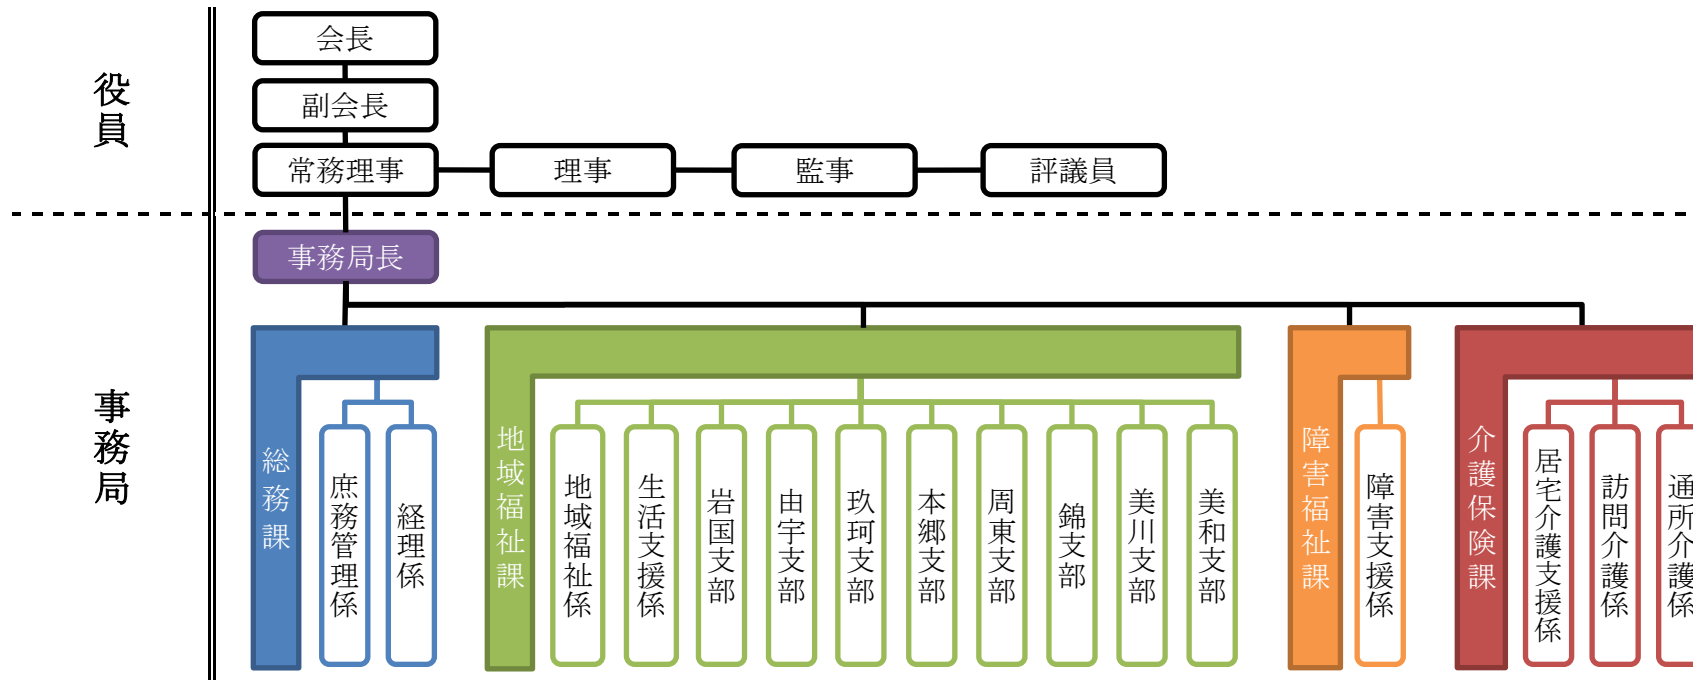 役員
会長
副会長
常務理事
理事
監事
評議員
事務局
事務局長
総務課
庶務管理係
経理係
地域福祉課
地域福祉係
生活支援係
岩国支部
由宇支部
玖珂支部
本郷支部
周東支部
錦支部
美川支部
美和支部
障害福祉課
障害支援係
介護保険課
居宅介護支援係
訪問介護係
通所介護係